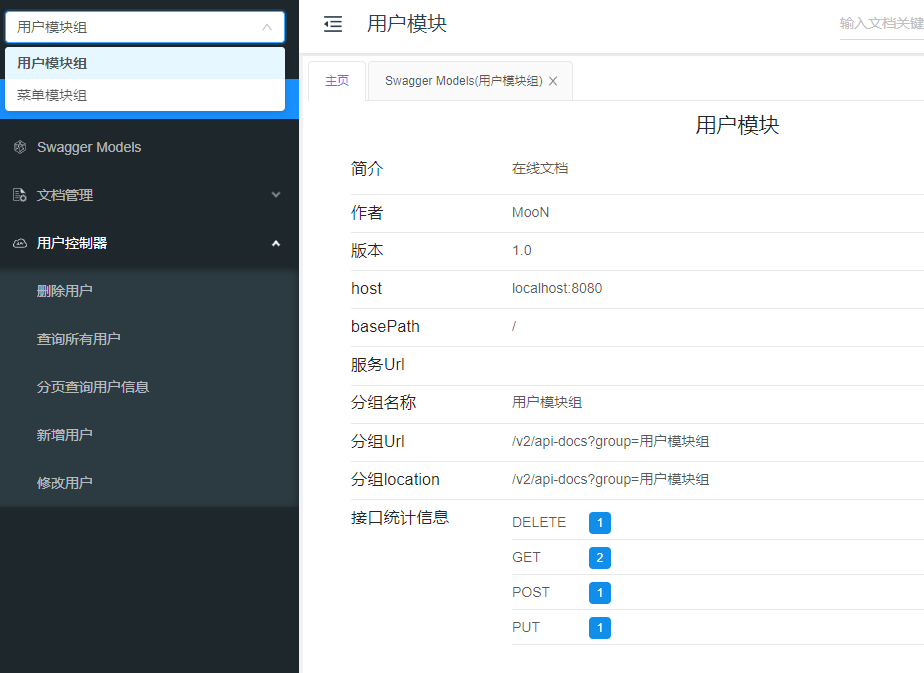 用户模块组
用户模块组
菜单模块组
Swagger Models
文档管理
用户控制器
删除用户
查询所有用户
分页查询用户信息
新增用户
修改用户
用户模块
输入文档关键
主页
Swagger Models(用户模块组)
用户模块
简介 在线文档
作者 MooN
版本 1.0
host localhost:8080
basePath /
服务Url
分组名称 用户模块组
分组Url /v2/api-docs?group=用户模块组
分组location /v2/api-docs?group=用户模块组
接口统计信息
DELETE 1
GET 2
POST 1
PUT 1